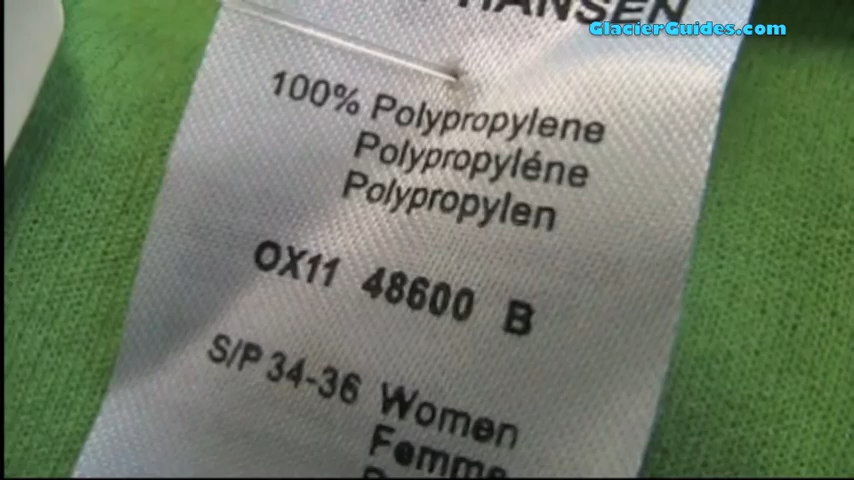 HANSEN
GlacierGuides.com
100% Polypropylene
Polypropyléne
Polypropylen
OX11 48600 B
S/P 34-36 Women
Femme